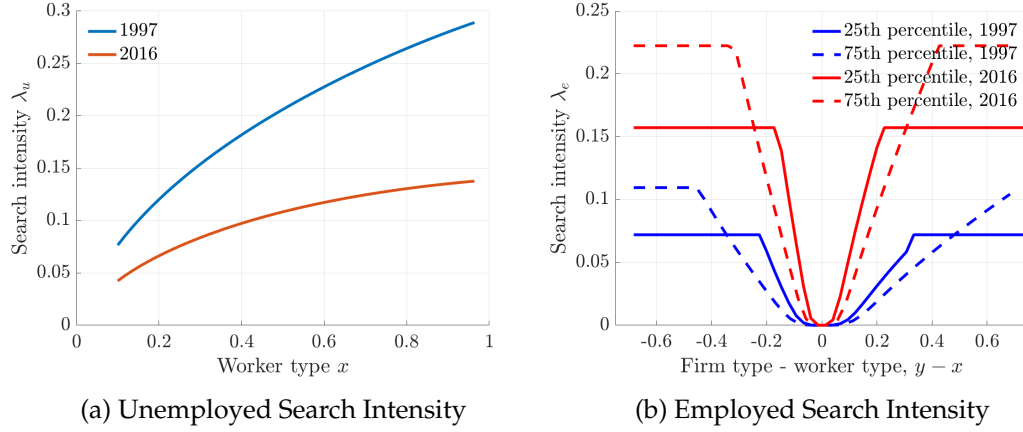 0.3
0.25
0.2
0.15
0.1
0.05
0
0 0.2 0.4 0.6 0.8 1
Search intensity λu
Worker type x
1997
2016
(a) Unemployed Search Intensity
0.25
0.2
0.15
0.1
0.05
0
-0.6 -0.4 -0.2 0 0.2 0.4 0.6
Search intensity λe
Firm type - worker type, y − x
25th percentile, 1997
75th percentile, 1997
25th percentile, 2016
75th percentile, 2016
(b) Employed Search Intensity